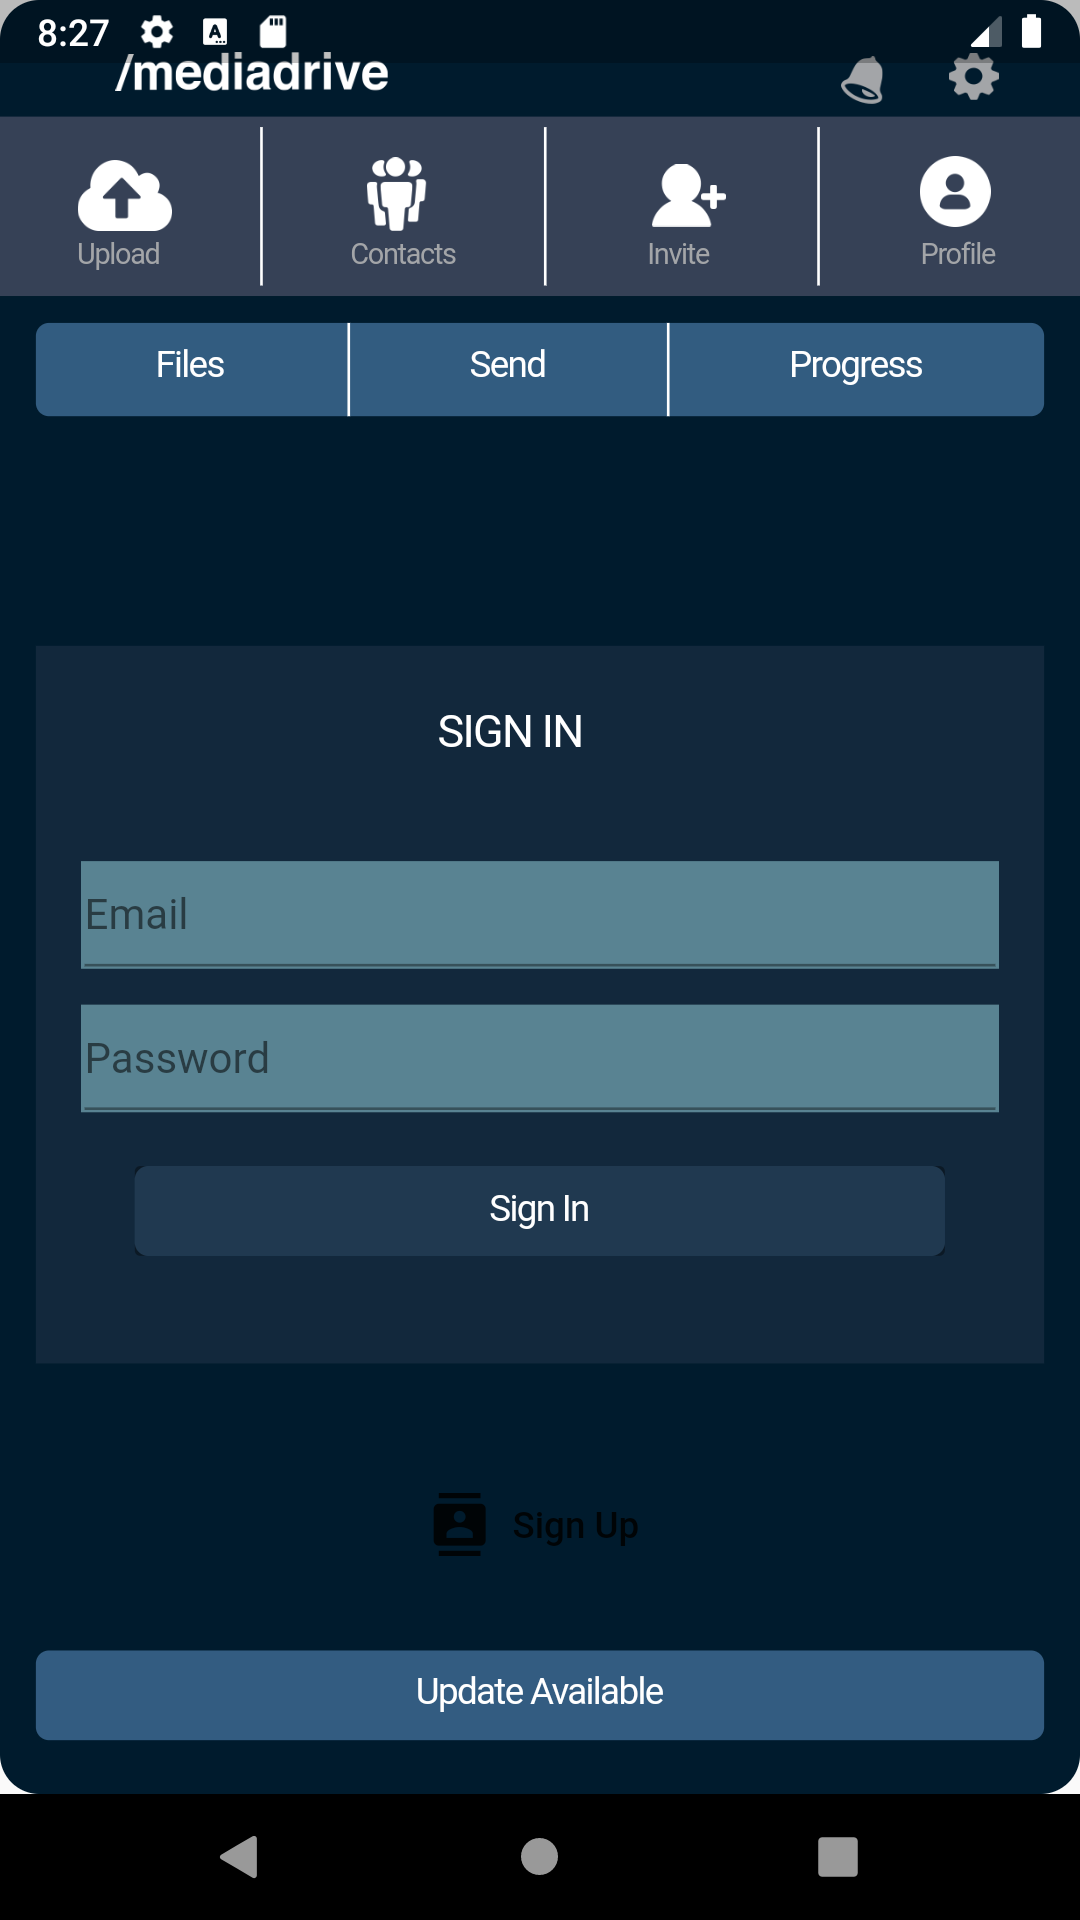 8:27
/mediadrive
Upload
Contacts
Invite
Profile
Files
Send
Progress
SIGN IN
Email
Password
Sign In
Sign Up
Update Available